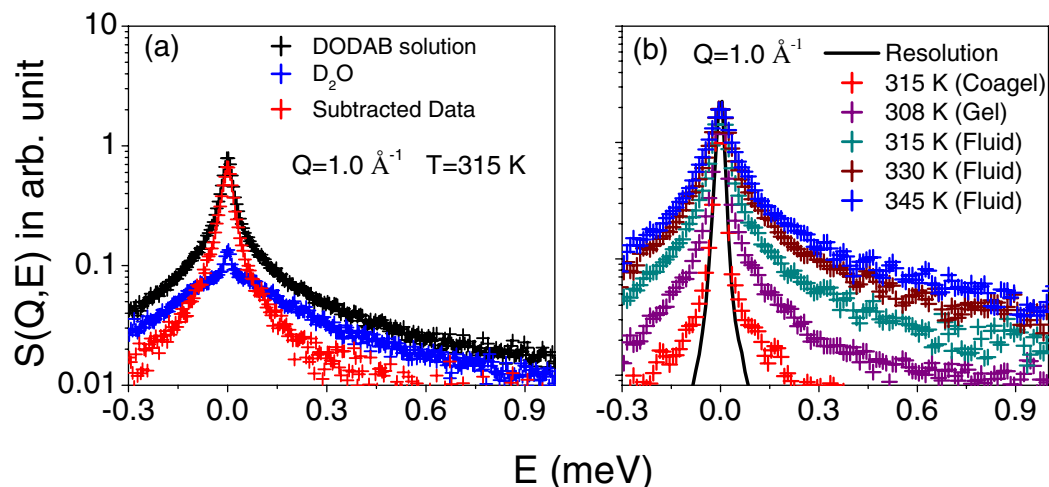 S(Q,E) in arb. unit
10
1
0.1
0.01
(a)
DODAB solution
D₂O
Subtracted Data
Q=1.0 Å⁻¹ T=315 K
-0.3 0.0 0.3 0.6 0.9
(b)
Q=1.0 Å⁻¹
Resolution
315 K (Coagel)
308 K (Gel)
315 K (Fluid)
330 K (Fluid)
345 K (Fluid)
-0.3 0.0 0.3 0.6 0.9
E (meV)